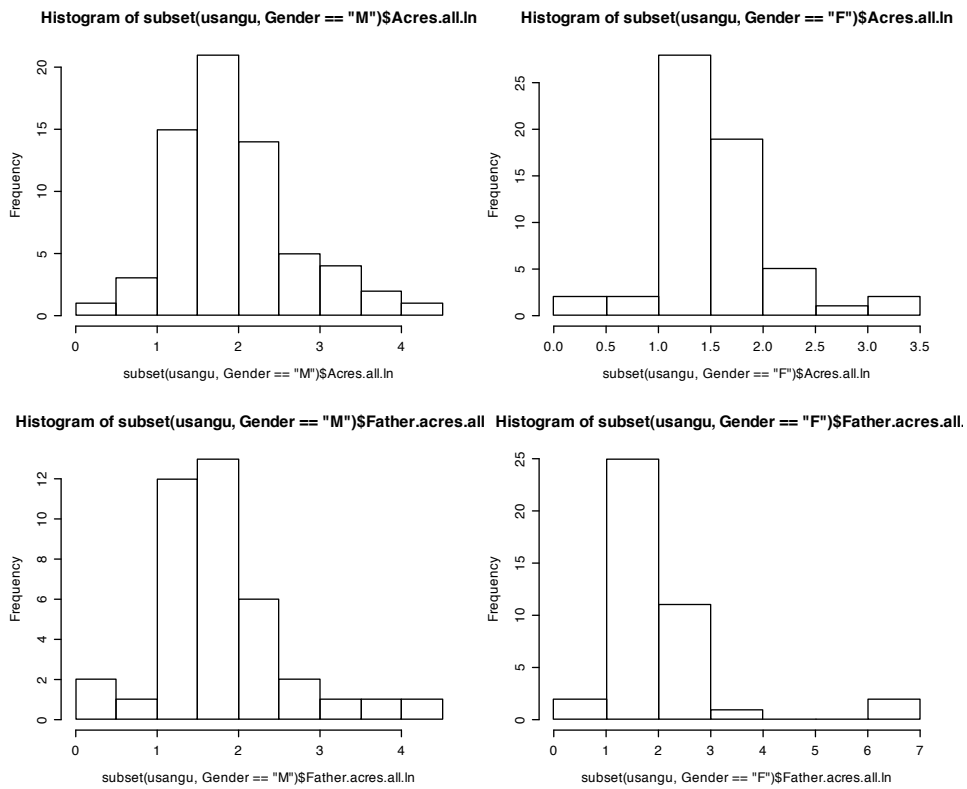 Histogram of subset(usangu, Gender == "M")$Acres.all.ln
Frequency
20
15
10
5
0
0 1 2 3 4
subset(usangu, Gender == "M")$Acres.all.ln
Histogram of subset(usangu, Gender == "F")$Acres.all.ln
Frequency
25
20
15
10
5
0
0.0 0.5 1.0 1.5 2.0 2.5 3.0 3.5
subset(usangu, Gender == "F")$Acres.all.ln
Histogram of subset(usangu, Gender == "M")$Father.acres.all
Frequency
12
10
8
6
4
2
0
0 1 2 3 4
subset(usangu, Gender == "M")$Father.acres.all.ln
Histogram of subset(usangu, Gender == "F")$Father.acres.all.
Frequency
25
20
15
10
5
0
0 1 2 3 4 5 6 7
subset(usangu, Gender == "F")$Father.acres.all.ln